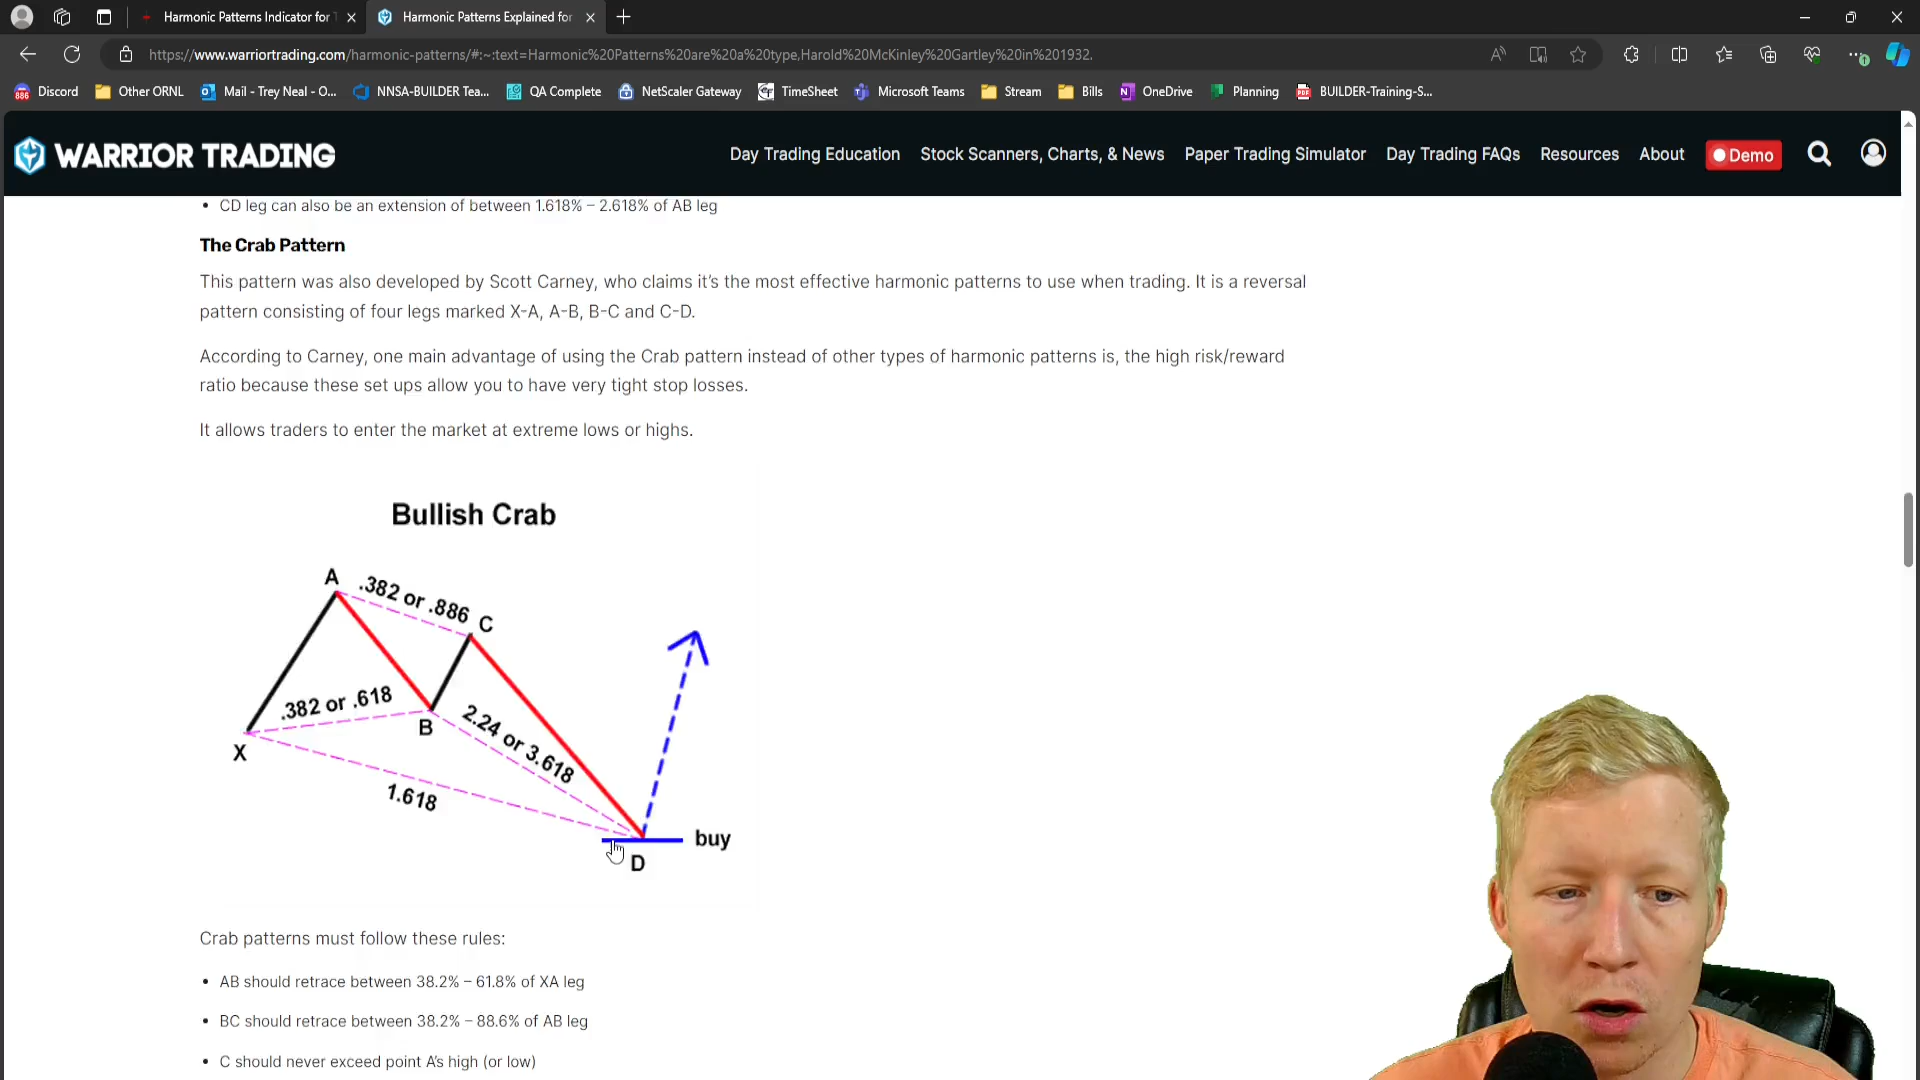 Harmonic Patterns Indicator for
Harmonic Patterns Explained for
https://www.warriortrading.com/harmonic-patterns/#:~:text=Harmonic%20Patterns%20are%20a%20type,Harold%20McKinley%20Gartley%20in%201932.
Discord
Other ORNL
Mail - Trey Neal - O...
NNSA-BUILDER Tea...
QA Complete
NetScaler Gateway
TimeSheet
Microsoft Teams
Stream
Bills
OneDrive
Planning
BUILDER-Training-S...
WARRIOR TRADING
Day Trading Education
Stock Scanners, Charts, & News
Paper Trading Simulator
Day Trading FAQs
Resources
About
Demo
• CD leg can also be an extension of between 1.618% – 2.618% of AB leg
The Crab Pattern
This pattern was also developed by Scott Carney, who claims it's the most effective harmonic patterns to use when trading. It is a reversal
pattern consisting of four legs marked X-A, A-B, B-C and C-D.
According to Carney, one main advantage of using the Crab pattern instead of other types of harmonic patterns is, the high risk/reward
ratio because these set ups allow you to have very tight stop losses.
It allows traders to enter the market at extreme lows or highs.
Bullish Crab
A
.382 or .886
C
.382 or .618
B
2.24 or 3.618
X
1.618
buy
D
Crab patterns must follow these rules:
• AB should retrace between 38.2% – 61.8% of XA leg
• BC should retrace between 38.2% – 88.6% of AB leg
• C should never exceed point A's high (or low)